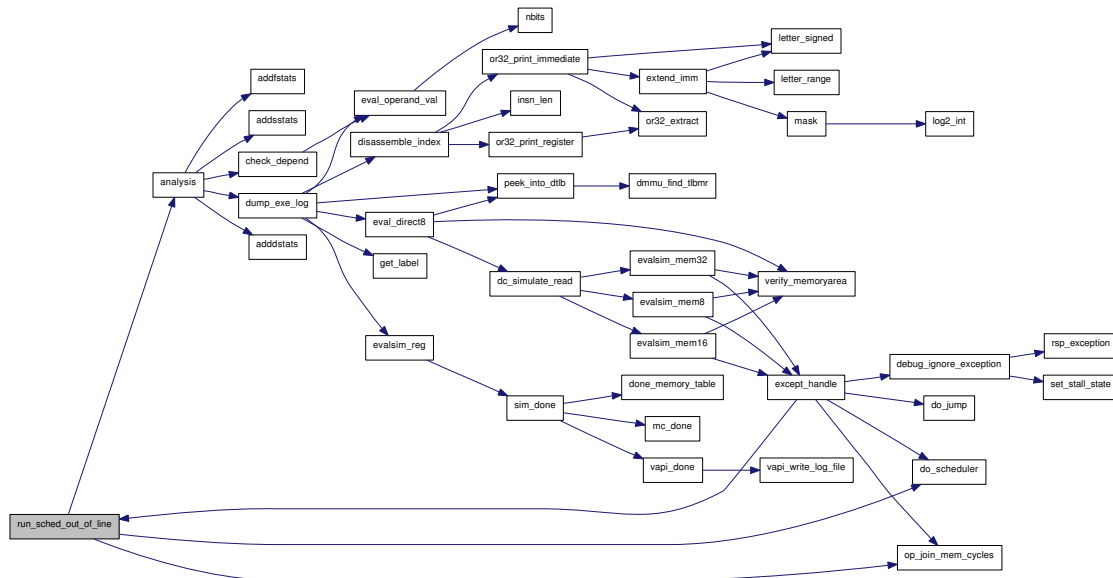 nbits
letter_signed
or32_print_immediate
addfstats
extend_imm
letter_range
eval_operand_val
insn_len
addsstats
or32_extract
mask
log2_int
disassemble_index
or32_print_register
check_depend
analysis
peek_into_dtlb
dmmu_find_tlbmr
dump_exe_log
eval_direct8
adddstats
get_label
evalsim_mem32
dc_simulate_read
verify_memoryarea
evalsim_mem8
evalsim_reg
evalsim_mem16
rsp_exception
debug_ignore_exception
done_memory_table
except_handle
set_stall_state
sim_done
do_jump
mc_done
vapi_done
vapi_write_log_file
do_scheduler
run_sched_out_of_line
op_join_mem_cycles